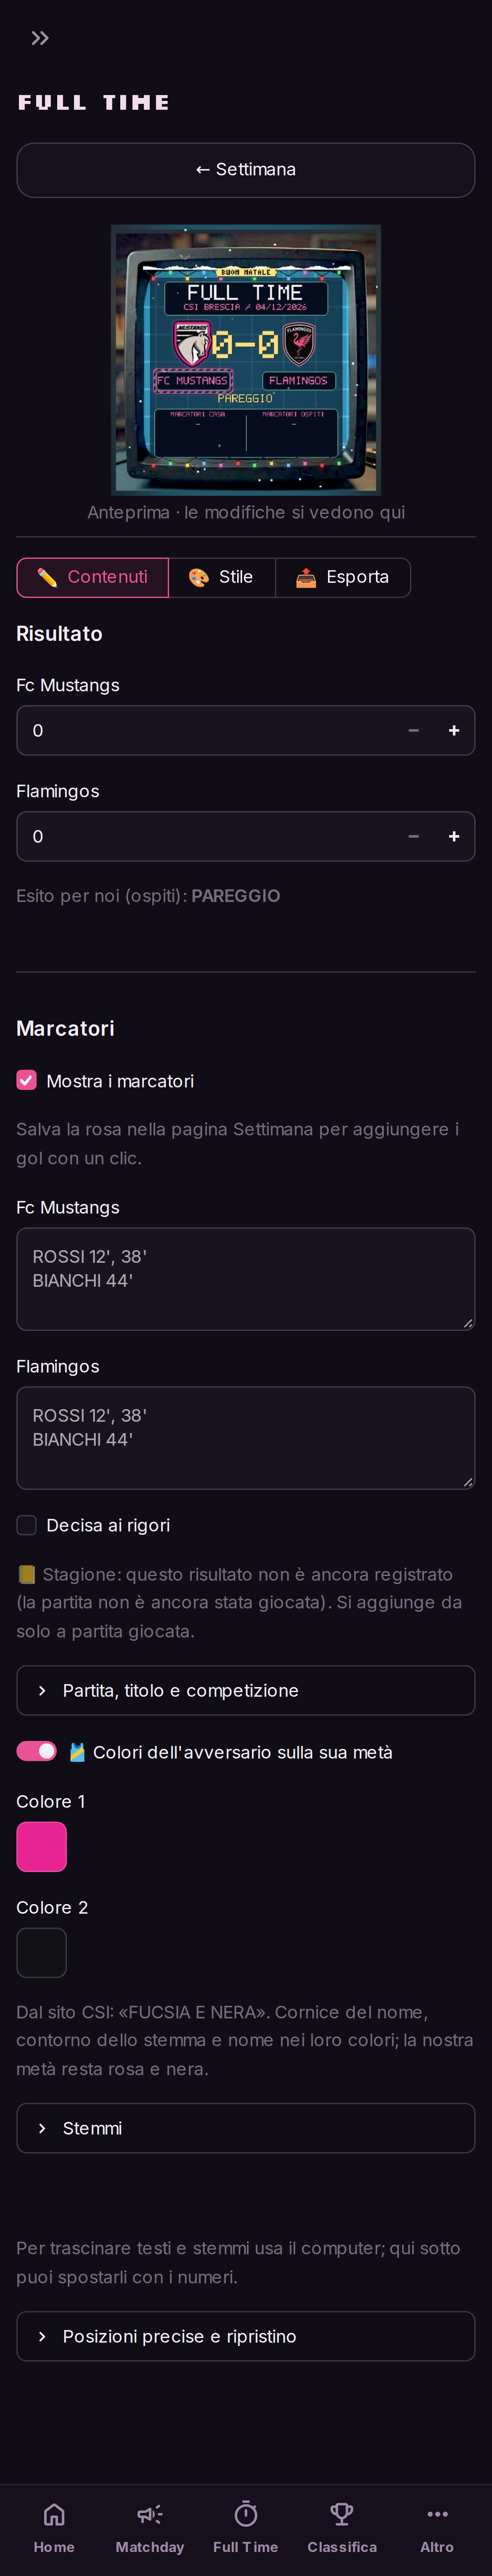 FULL TIME
← Settimana
BUON NATALE
FULL TIME
CSI BRESCIA / 04/12/2026
MUSTANGS
FLAMINGOS
0–0
FC MUSTANGS
FLAMINGOS
PAREGGIO
MARCATORI CASA
MARCATORI OSPITI
–
–
Anteprima · le modifiche si vedono qui
✏️ Contenuti
🎨 Stile
📤 Esporta
Risultato
Fc Mustangs
0
− +
Flamingos
0
− +
Esito per noi (ospiti): PAREGGIO
Marcatori
Mostra i marcatori
Salva la rosa nella pagina Settimana per aggiungere i
gol con un clic.
Fc Mustangs
ROSSI 12', 38'
BIANCHI 44'
Flamingos
ROSSI 12', 38'
BIANCHI 44'
Decisa ai rigori
📒 Stagione: questo risultato non è ancora registrato
(la partita non è ancora stata giocata). Si aggiunge da
solo a partita giocata.
Partita, titolo e competizione
🎽 Colori dell'avversario sulla sua metà
Colore 1
Colore 2
Dal sito CSI: «FUCSIA E NERA». Cornice del nome,
contorno dello stemma e nome nei loro colori; la nostra
metà resta rosa e nera.
Stemmi
Per trascinare testi e stemmi usa il computer; qui sotto
puoi spostarli con i numeri.
Posizioni precise e ripristino
Home
Matchday
Full Time
Classifica
Altro